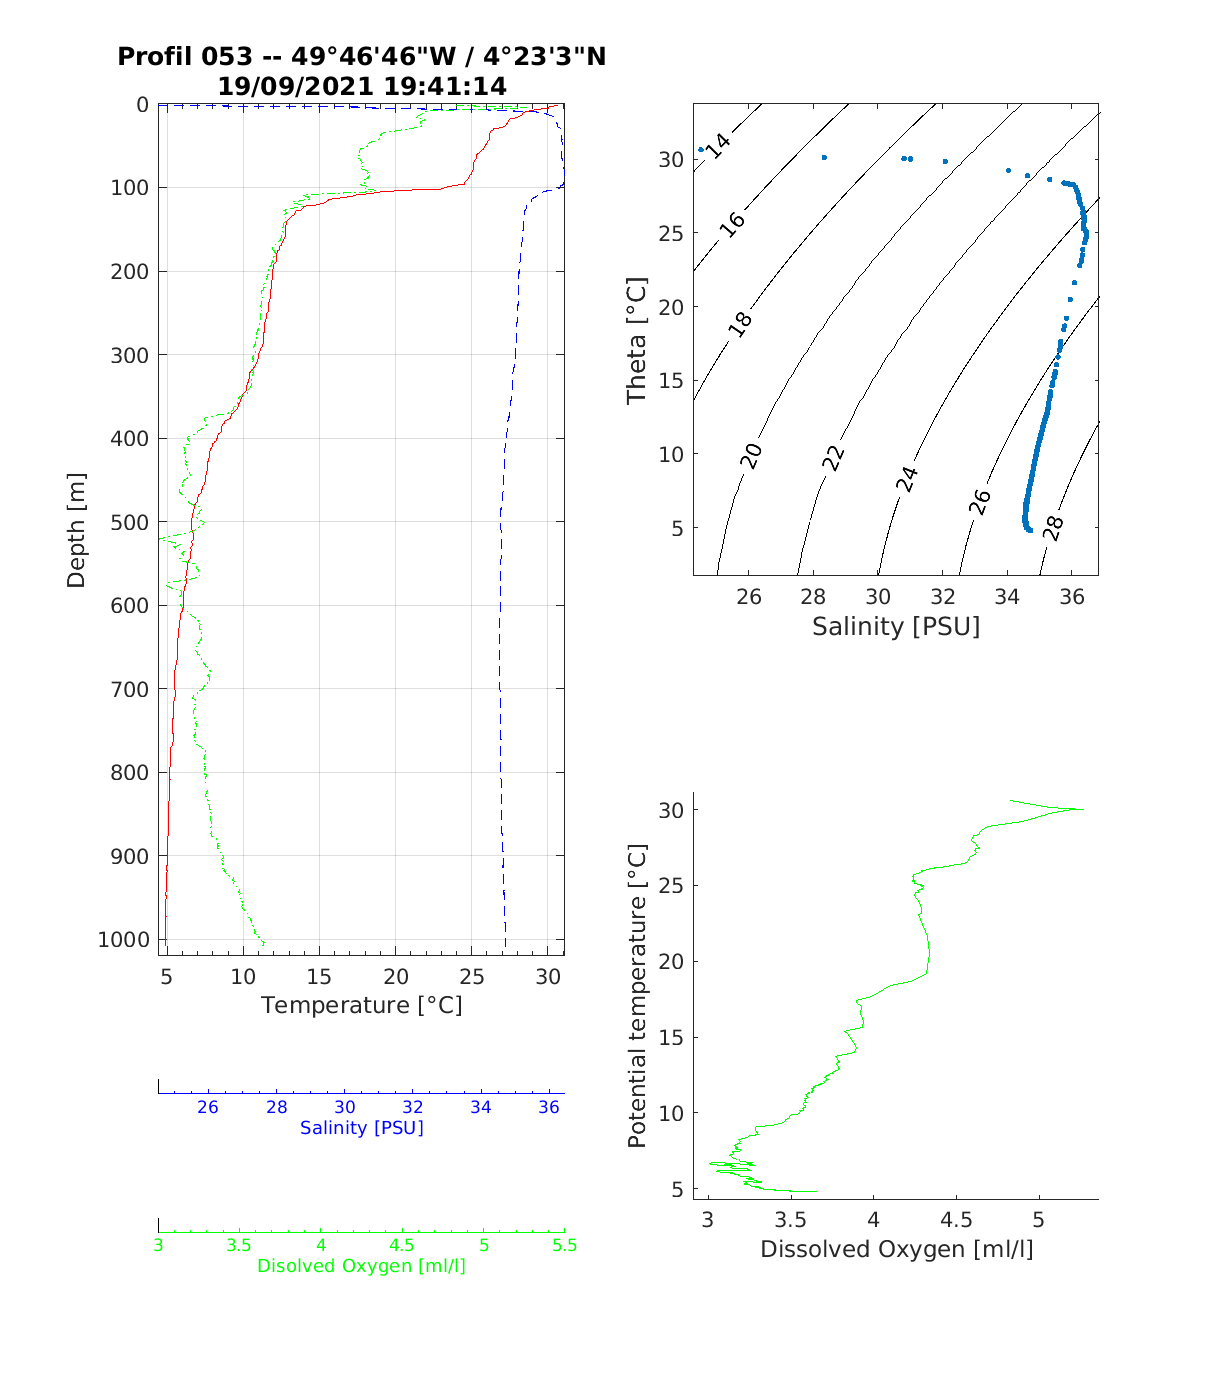 Profil 053 -- 49°46'46"W / 4°23'3"N
19/09/2021 19:41:14
0
100
200
300
400
500
600
700
800
900
1000
Depth [m]
5 10 15 20 25 30
Temperature [°C]
26 28 30 32 34 36
Salinity [PSU]
3 3.5 4 4.5 5 5.5
Disolved Oxygen [ml/l]
30
25
20
15
10
5
Theta [°C]
14
16
18
20
22
24
26
28
26 28 30 32 34 36
Salinity [PSU]
30
25
20
15
10
5
Potential temperature [°C]
3 3.5 4 4.5 5
Dissolved Oxygen [ml/l]